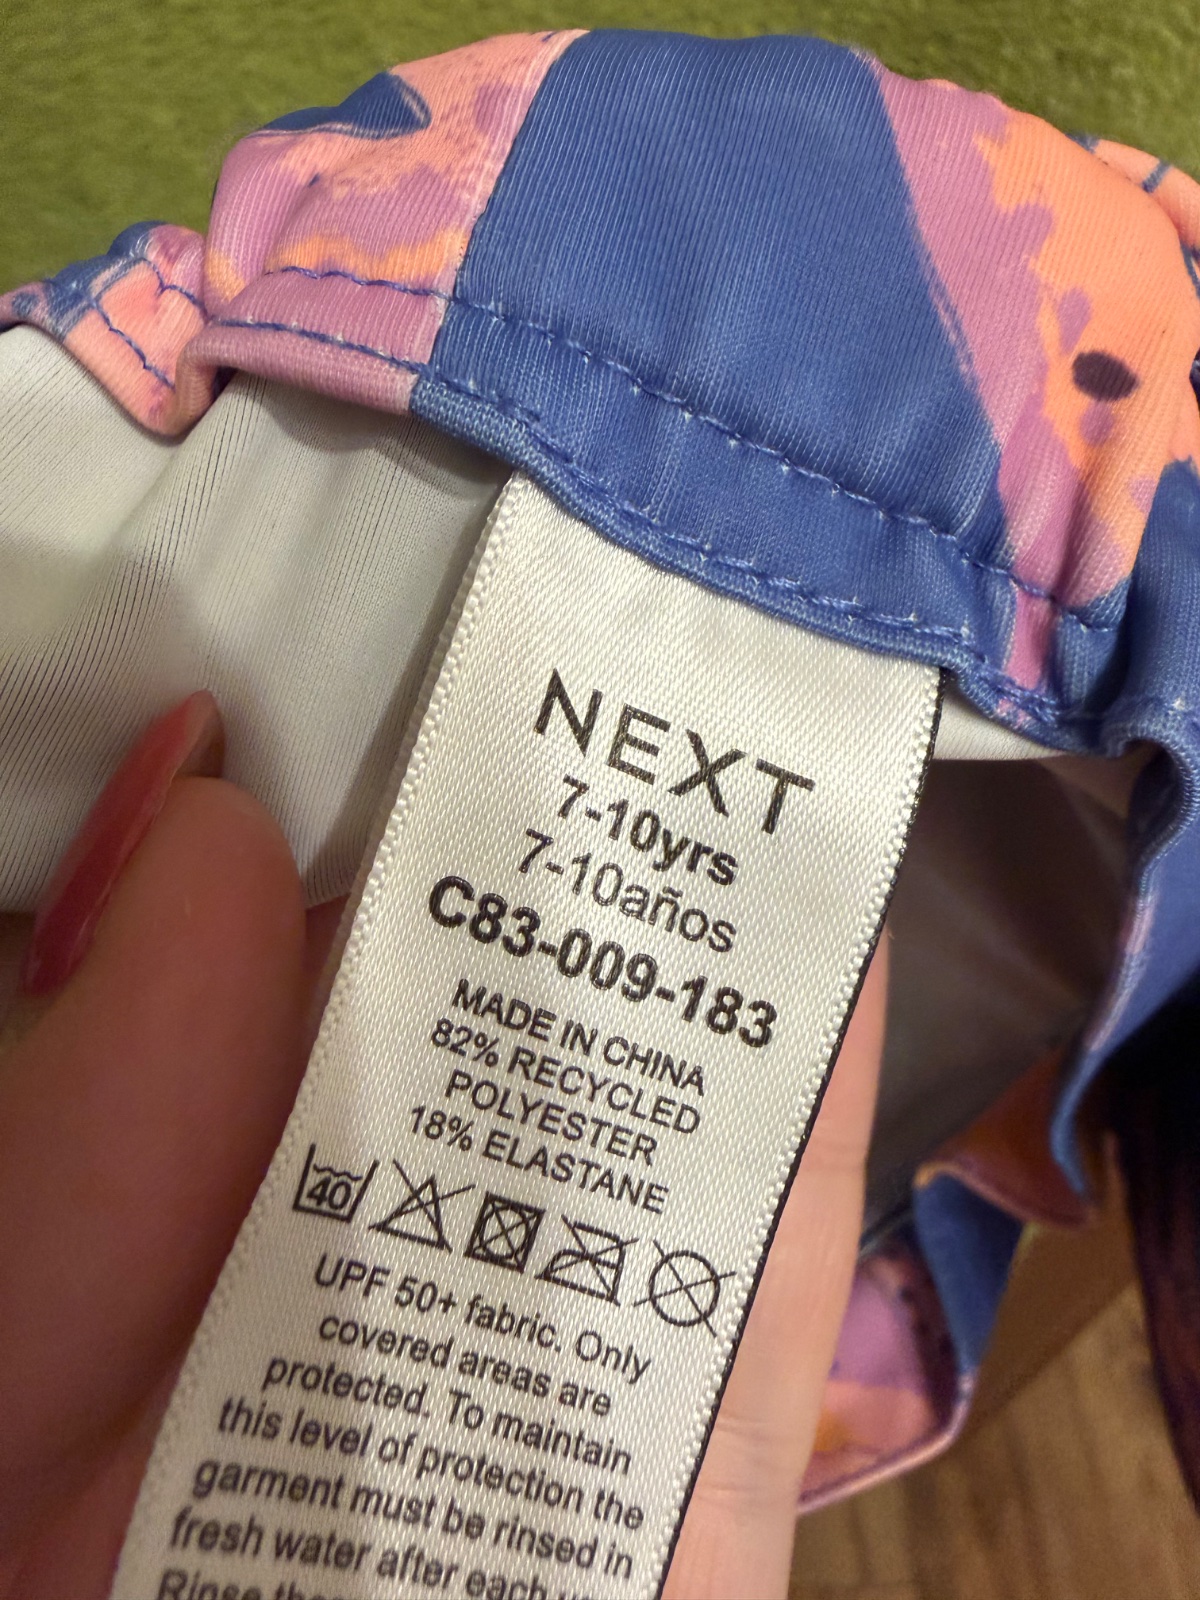 NEXT
7-10yrs
7-10años
C83-009-183
MADE IN CHINA
82% RECYCLED
POLYESTER
18% ELASTANE
40
UPF 50+ fabric. Only
covered areas are
protected. To maintain
this level of protection the
garment must be rinsed in
fresh water after each
Rinse